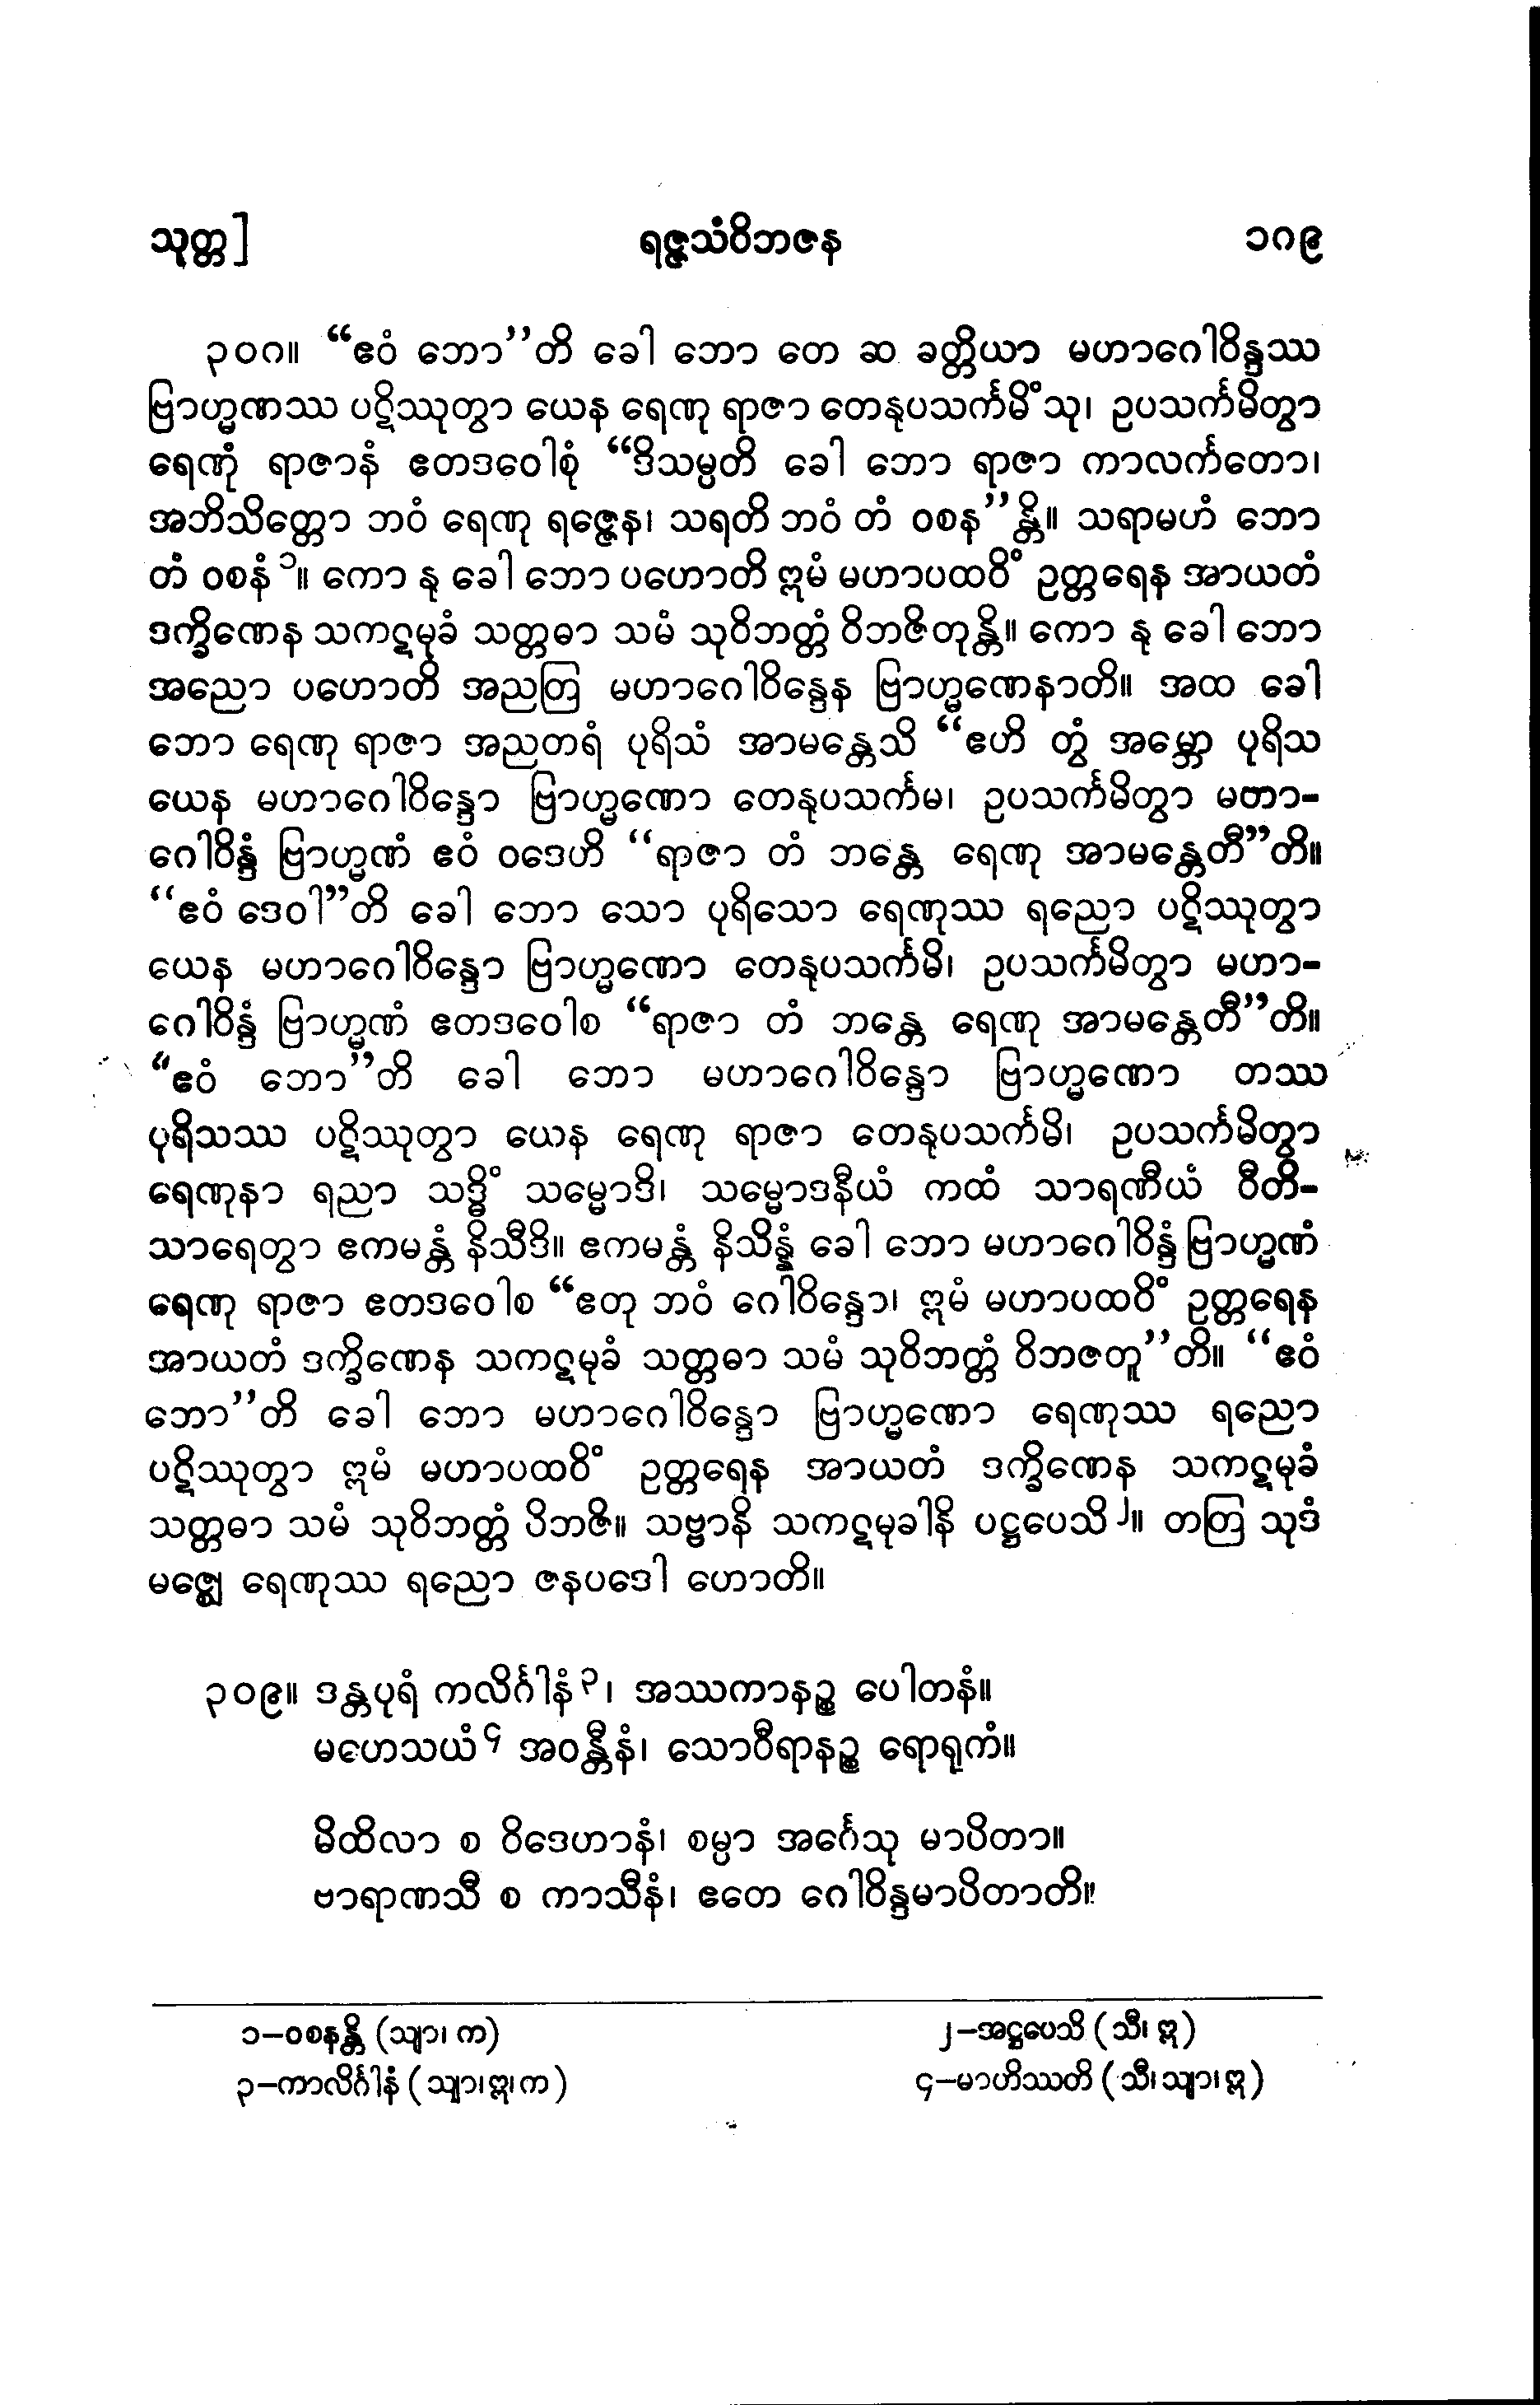 သုတ္တ] ရဇ္ဇသံဝိဘဇန ၁၈၉
၃၀၈။ “ဧဝံ ဘော”တိ ခေါ ဘော တေ ဆ ခတ္တိယာ မဟာဂေါဝိန္ဒဿ
ဗြာဟ္မဏဿ ပဋိဿုတွာ ယေန ရေဏု ရာဇာ တေနုပသင်္ကမိံသု၊ ဥပသင်္ကမိတွာ
ရေဏုံ ရာဇာနံ ဧတဒဝေါစုံ “ဒိသမ္ပတိ ခေါ ဘော ရာဇာ ကာလင်္ကတော၊
အဘိသိတ္တော ဘဝံ ရေဏု ရဇ္ဇေန၊ သရတိ ဘဝံ တံ ဝစန”န္တိ။ သရာမဟံ ဘော
တံ ဝစနံ ၁။ ကော နု ခေါ ဘော ပဟောတိ ဣမံ မဟာပထဝိံ ဥတ္တရေန အာယတံ
ဒက္ခိဏေန သကဋမုခံ သတ္တဓာ သမံ သုဝိဘတ္တံ ဝိဘဇိတုန္တိ။ ကော နု ခေါ ဘော
အညော ပဟောတိ အညတြ မဟာဂေါဝိန္ဒေန ဗြာဟ္မဏေနာတိ။ အထ ခေါ
ဘော ရေဏု ရာဇာ အညတရံ ပုရိသံ အာမန္တေသိ “ဧဟိ တွံ အမ္ဘော ပုရိသ
ယေန မဟာဂေါဝိန္ဒော ဗြာဟ္မဏော တေနုပသင်္ကမ၊ ဥပသင်္ကမိတွာ မဟာ-
ဂေါဝိန္ဒံ ဗြာဟ္မဏံ ဧဝံ ဝဒေဟိ “ရာဇာ တံ ဘန္တေ ရေဏု အာမန္တေတီ”တိ။
“ဧဝံ ဒေဝါ”တိ ခေါ ဘော သော ပုရိသော ရေဏုဿ ရညော ပဋိဿုတွာ
ယေန မဟာဂေါဝိန္ဒော ဗြာဟ္မဏော တေနုပသင်္ကမိ၊ ဥပသင်္ကမိတွာ မဟာ-
ဂေါဝိန္ဒံ ဗြာဟ္မဏံ ဧတဒဝေါစ “ရာဇာ တံ ဘန္တေ ရေဏု အာမန္တေတီ”တိ။
“ဧဝံ ဘော”တိ ခေါ ဘော မဟာဂေါဝိန္ဒော ဗြာဟ္မဏော တဿ
ပုရိသဿ ပဋိဿုတွာ ယေန ရေဏု ရာဇာ တေနုပသင်္ကမိ၊ ဥပသင်္ကမိတွာ
ရေဏုနာ ရညာ သဒ္ဓိံ သမ္မောဒိ၊ သမ္မောဒနီယံ ကထံ သာရဏီယံ ဝီတိ-
သာရေတွာ ဧကမန္တံ နိသီဒိ။ ဧကမန္တံ နိသိန္နံ ခေါ ဘော မဟာဂေါဝိန္ဒံ ဗြာဟ္မဏံ
ရေဏု ရာဇာ ဧတဒဝေါစ “ဧတု ဘဝံ ဂေါဝိန္ဒော၊ ဣမံ မဟာပထဝိံ ဥတ္တရေန
အာယတံ ဒက္ခိဏေန သကဋမုခံ သတ္တဓာ သမံ သုဝိဘတ္တံ ဝိဘဇတူ”တိ။ “ဧဝံ
ဘော”တိ ခေါ ဘော မဟာဂေါဝိန္ဒော ဗြာဟ္မဏော ရေဏုဿ ရညော
ပဋိဿုတွာ ဣမံ မဟာပထဝိံ ဥတ္တရေန အာယတံ ဒက္ခိဏေန သကဋမုခံ
သတ္တဓာ သမံ သုဝိဘတ္တံ ဝိဘဇိ။ သဗ္ဗာနိ သကဋမုခါနိ ပဋ္ဌပေသိ ၂။ တတြ သုဒံ
မဇ္ဈေ ရေဏုဿ ရညော ဇနပဒေါ ဟောတိ။
၃၀၉။ ဒန္တပုရံ ကလိင်္ဂါနံ ၃၊ အဿကာနဉ္စ ပေါတနံ။
မဟေသယံ ၄ အဝန္တီနံ၊ သောဝီရာနဉ္စ ရောရုကံ။
မိထိလာ စ ဝိဒေဟာနံ၊ စမ္ပာ အင်္ဂေသု မာပိတာ။
ဗာရာဏသီ စ ကာသီနံ၊ ဧတေ ဂေါဝိန္ဒမာပိတာတိ။
၁–ဝစနန္တိ (သျာ၊ က) ၂–အဋ္ဌပေသိ (သီ၊ ဣ)
၃–ကာလိင်္ဂါနံ (သျာ၊ ဣ၊ က) ၄–မာဟိဿတိ (သီ၊ သျာ၊ ဣ)